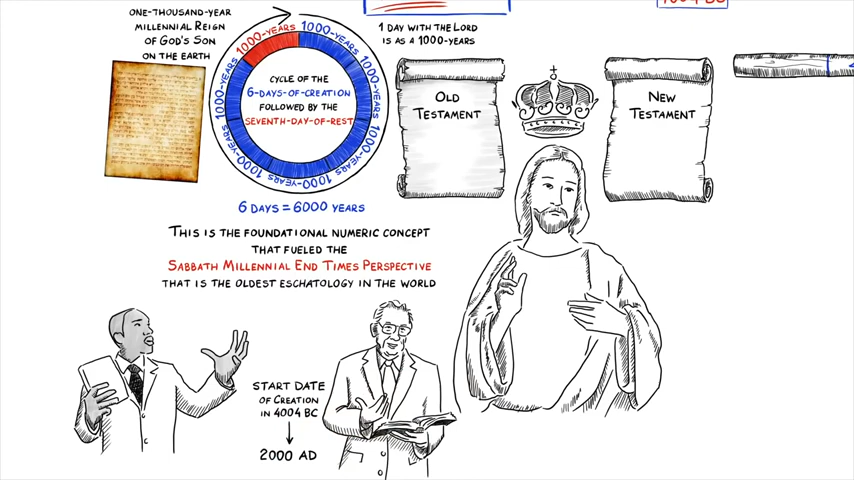 4004 BC
ONE-THOUSAND-YEAR
MILLENNIAL REIGN
OF GOD'S SON
ON THE EARTH
1000-YEARS
1000-YEARS
1000-YEARS
1000-YEARS
1000-YEARS
1000-YEARS
1000-YEARS
CYCLE OF THE
6-DAYS-OF-CREATION
FOLLOWED BY THE
SEVENTH-DAY-OF-REST
1 DAY WITH THE LORD
IS AS A 1000-YEARS
OLD
TESTAMENT
NEW
TESTAMENT
6 DAYS = 6000 YEARS
THIS IS THE FOUNDATIONAL NUMERIC CONCEPT
THAT FUELED THE
SABBATH MILLENNIAL END TIMES PERSPECTIVE
THAT IS THE OLDEST ESCHATOLOGY IN THE WORLD
START DATE
OF CREATION
IN 4004 BC
2000 AD